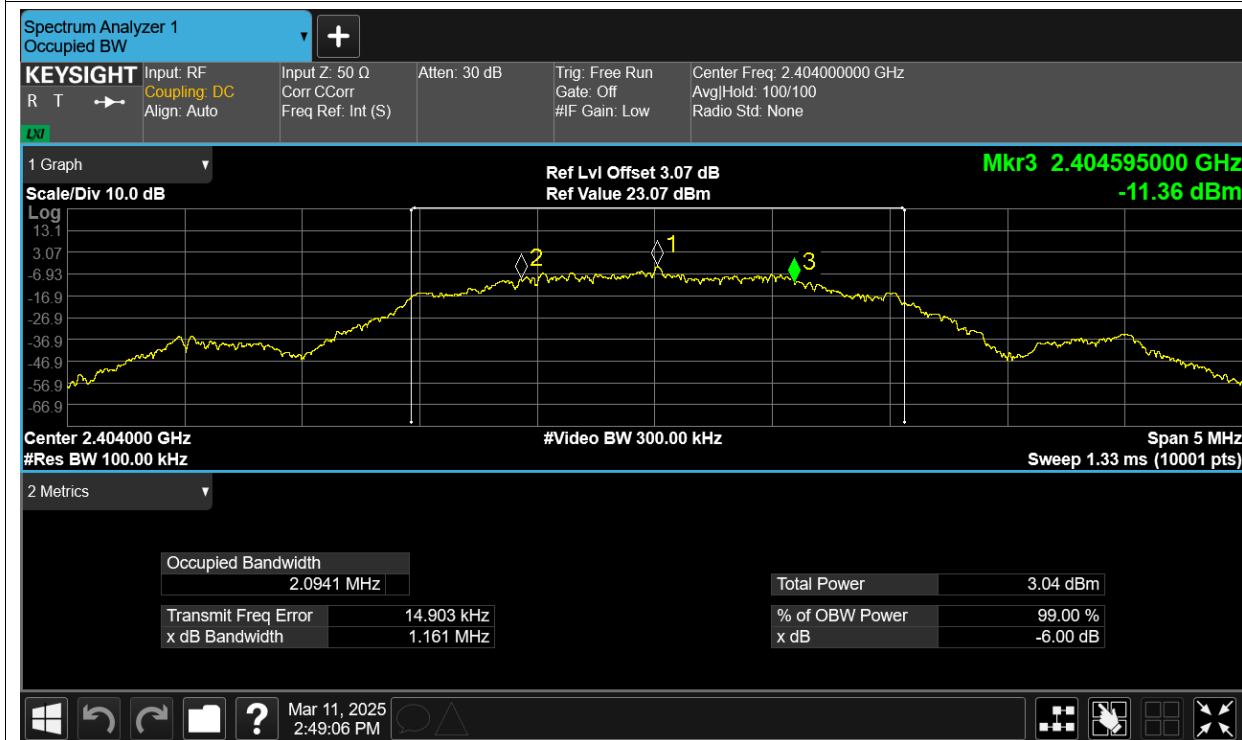 Spectrum Analyzer 1
Occupied BW
KEYSIGHT
R T
LXI
Input: RF
Coupling: DC
Align: Auto
Input Z: 50 Ω
Corr CCorr
Freq Ref: Int (S)
Atten: 30 dB
Trig: Free Run
Gate: Off
#IF Gain: Low
Center Freq: 2.404000000 GHz
Avg|Hold: 100/100
Radio Std: None
1 Graph
Scale/Div 10.0 dB
Ref Lvl Offset 3.07 dB
Ref Value 23.07 dBm
Mkr3 2.404595000 GHz
-11.36 dBm
Log
13.1
3.07
-6.93
-16.9
-26.9
-36.9
-46.9
-56.9
-66.9
2
1
3
Center 2.404000 GHz
#Video BW 300.00 kHz
Span 5 MHz
#Res BW 100.00 kHz
Sweep 1.33 ms (10001 pts)
2 Metrics
Occupied Bandwidth
2.0941 MHz
Total Power 3.04 dBm
Transmit Freq Error 14.903 kHz
% of OBW Power 99.00 %
x dB Bandwidth 1.161 MHz
x dB -6.00 dB
?
Mar 11, 2025
2:49:06 PM